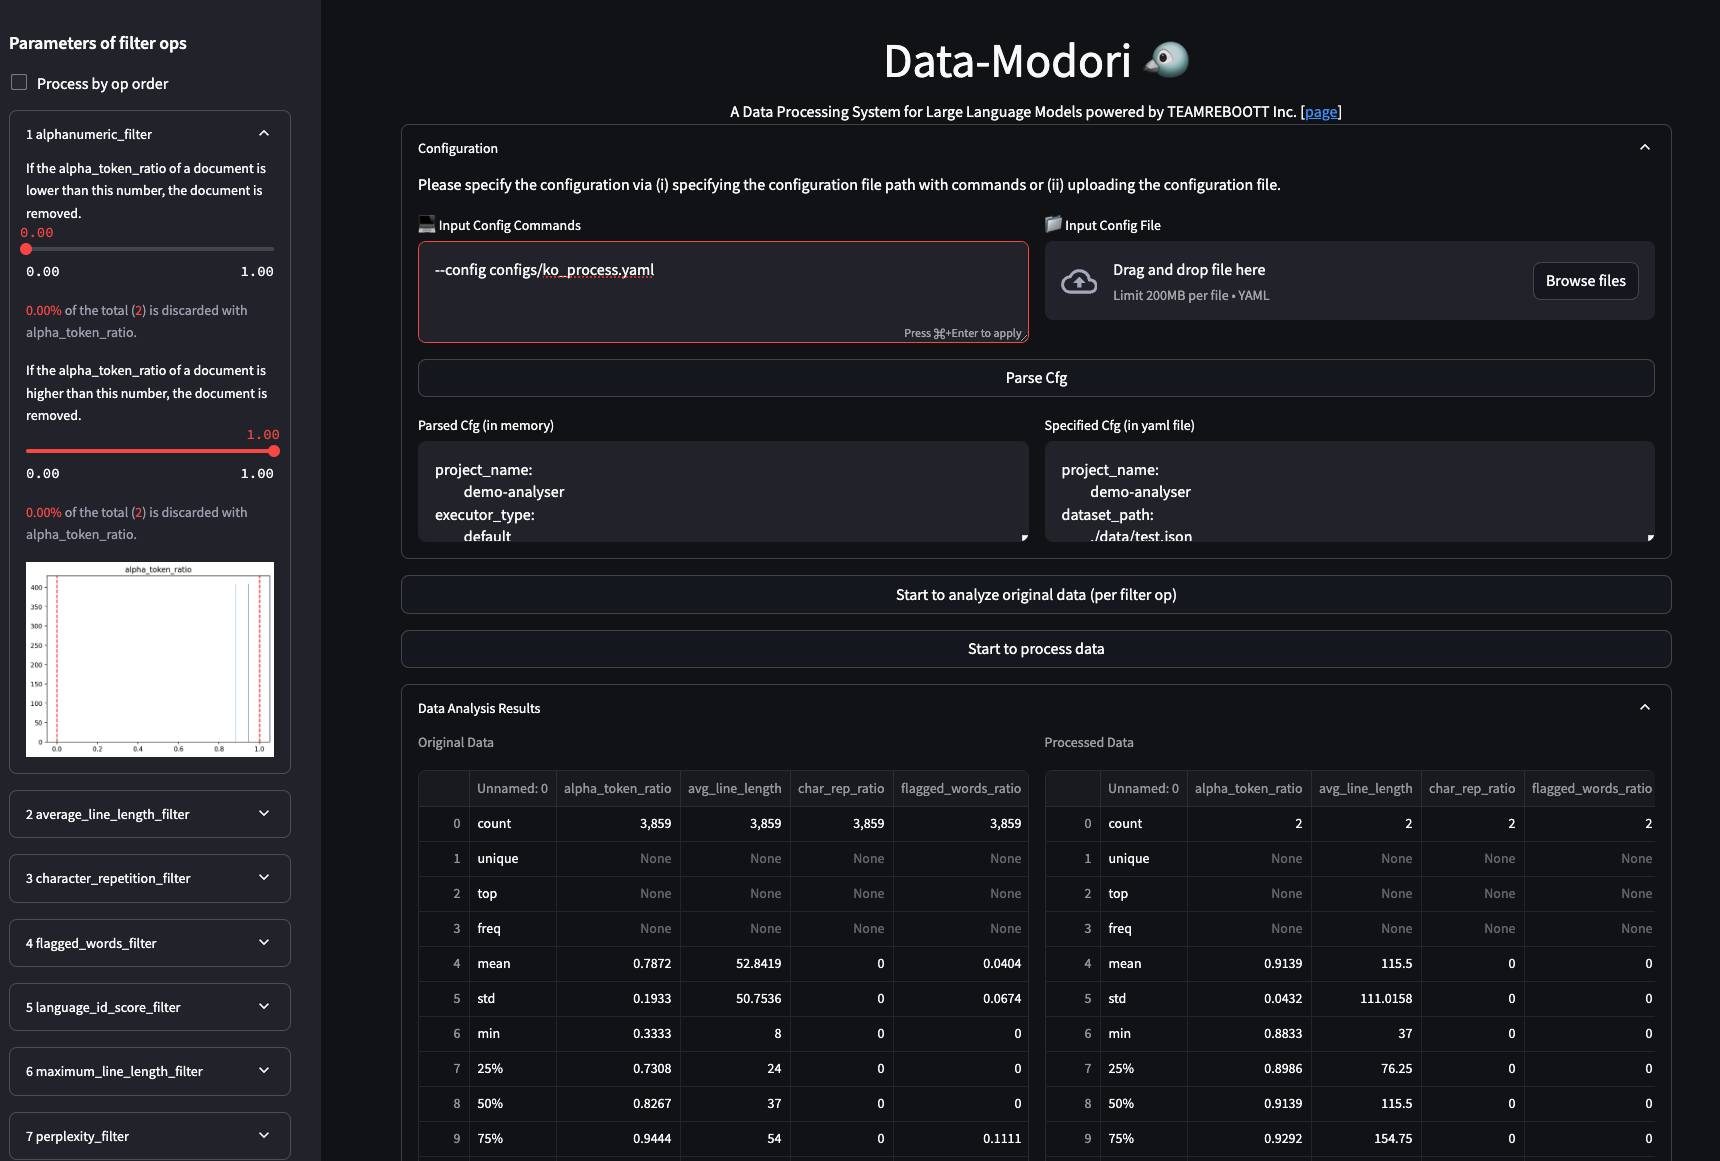 Parameters of filter ops
Process by op order
1 alphanumeric_filter
If the alpha_token_ratio of a document is
lower than this number, the document is
removed.
0.00
0.00 1.00
0.00% of the total (2) is discarded with
alpha_token_ratio.
If the alpha_token_ratio of a document is
higher than this number, the document is
removed.
1.00
0.00 1.00
0.00% of the total (2) is discarded with
alpha_token_ratio.
alpha_token_ratio
400
350
300
250
200
150
100
50
0
0.0 0.2 0.4 0.6 0.8 1.0
2 average_line_length_filter
3 character_repetition_filter
4 flagged_words_filter
5 language_id_score_filter
6 maximum_line_length_filter
7 perplexity_filter
Data-Modori
A Data Processing System for Large Language Models powered by TEAMREBOOTT Inc. [page]
Configuration
Please specify the configuration via (i) specifying the configuration file path with commands or (ii) uploading the configuration file.
Input Config Commands
--config configs/ko_process.yaml
Press ⌘+Enter to apply
Input Config File
Drag and drop file here
Limit 200MB per file • YAML
Browse files
Parse Cfg
Parsed Cfg (in memory)
project_name:
demo-analyser
executor_type:
default
Specified Cfg (in yaml file)
project_name:
demo-analyser
dataset_path:
./data/test.json
Start to analyze original data (per filter op)
Start to process data
Data Analysis Results
Original Data
Unnamed: 0 alpha_token_ratio avg_line_length char_rep_ratio flagged_words_ratio
0 count 3,859 3,859 3,859 3,859
1 unique None None None None
2 top None None None None
3 freq None None None None
4 mean 0.7872 52.8419 0 0.0404
5 std 0.1933 50.7536 0 0.0674
6 min 0.3333 8 0 0
7 25% 0.7308 24 0 0
8 50% 0.8267 37 0 0
9 75% 0.9444 54 0 0.1111
Processed Data
Unnamed: 0 alpha_token_ratio avg_line_length char_rep_ratio flagged_words_ratio
0 count 2 2 2 2
1 unique None None None None
2 top None None None None
3 freq None None None None
4 mean 0.9139 115.5 0 0
5 std 0.0432 111.0158 0 0
6 min 0.8833 37 0 0
7 25% 0.8986 76.25 0 0
8 50% 0.9139 115.5 0 0
9 75% 0.9292 154.75 0 0